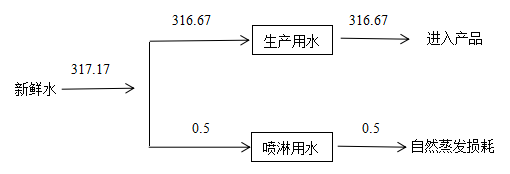 316.67
316.67
生产用水
进入产品
317.17
新鲜水
0.5
0.5
喷淋用水
自然蒸发损耗